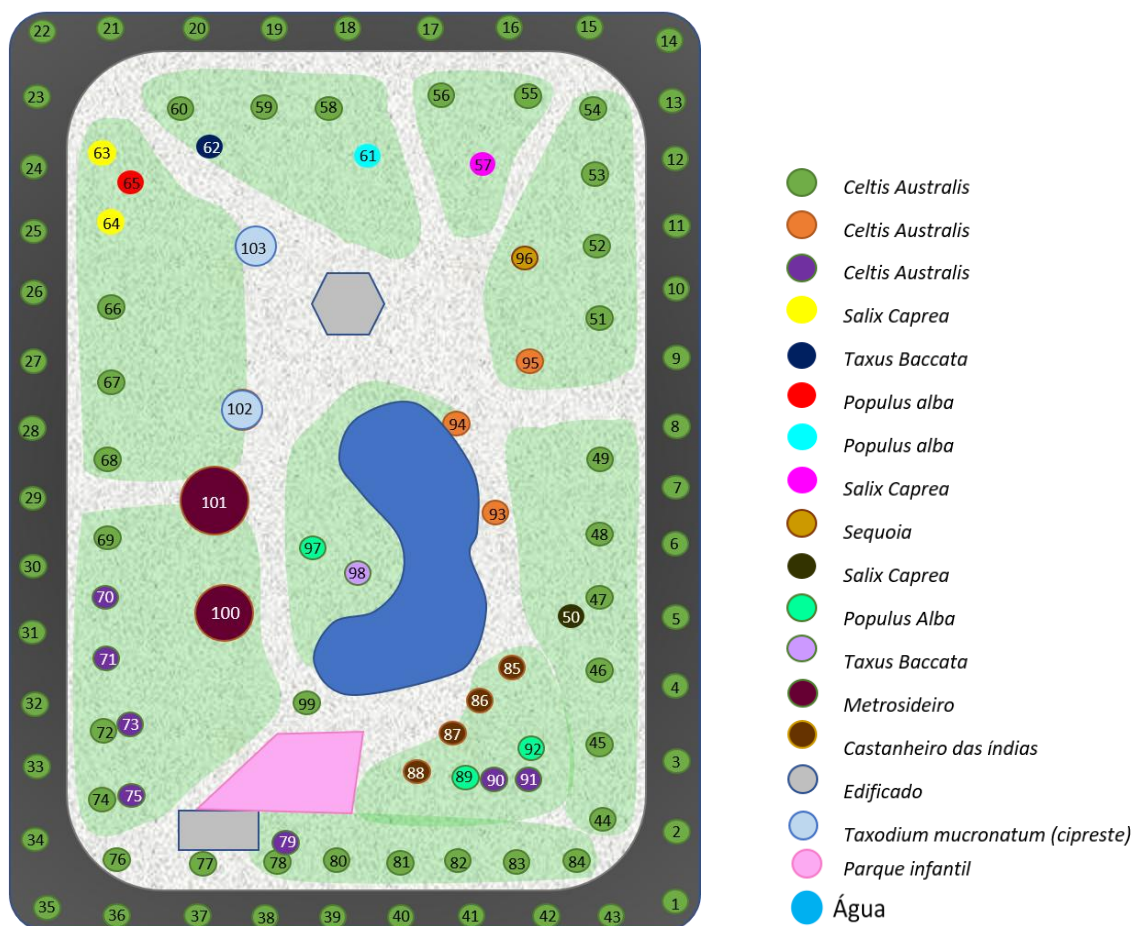 22 21 20 19 18 17 16 15 14
23 60 59 58 56 55 54 13
63 62 61 57 12
24 65 53
64
25 103 96 52 11
26 66 51 10
27 67 95 9
28 102 94 8
68 49
29 101 93 7
69 97 48 6
30 98
70 100 50 47 5
31 71 85 46
32 72 73 99 86 87 45 4
33 88 89 90 91 92 3
74 75 44
34 79 2
76 77 78 80 81 82 83 84
35 36 37 38 39 40 41 42 43 1
Celtis Australis
Celtis Australis
Celtis Australis
Salix Caprea
Taxus Baccata
Populus alba
Populus alba
Salix Caprea
Sequoia
Salix Caprea
Populus Alba
Taxus Baccata
Metrosideiro
Castanheiro das índias
Edificado
Taxodium mucronatum (cipreste)
Parque infantil
Água